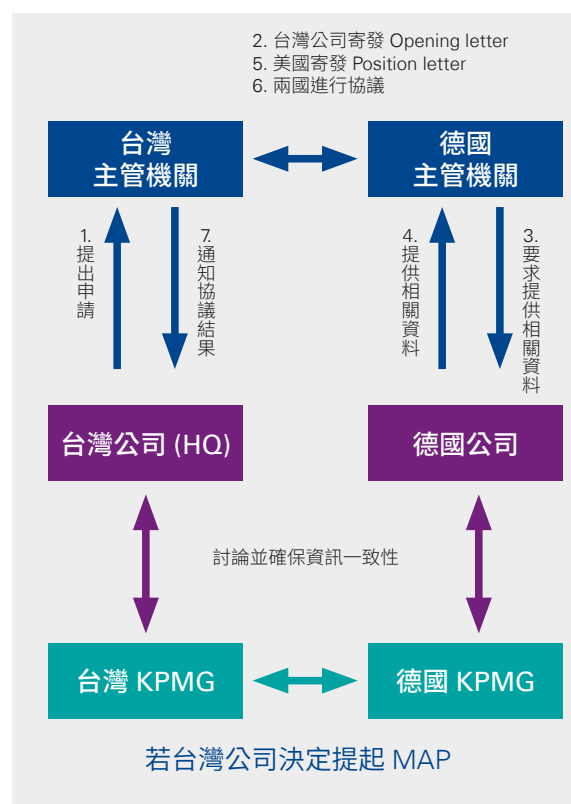 2. 台灣公司寄發 Opening letter
5. 美國寄發 Position letter
6. 兩國進行協議
台灣
主管機關
德國
主管機關
1.提出申請
7.通知協議結果
4.提供相關資料
3.要求提供相關資料
台灣公司 (HQ)
德國公司
討論並確保資訊一致性
台灣 KPMG
德國 KPMG
若台灣公司決定提起 MAP